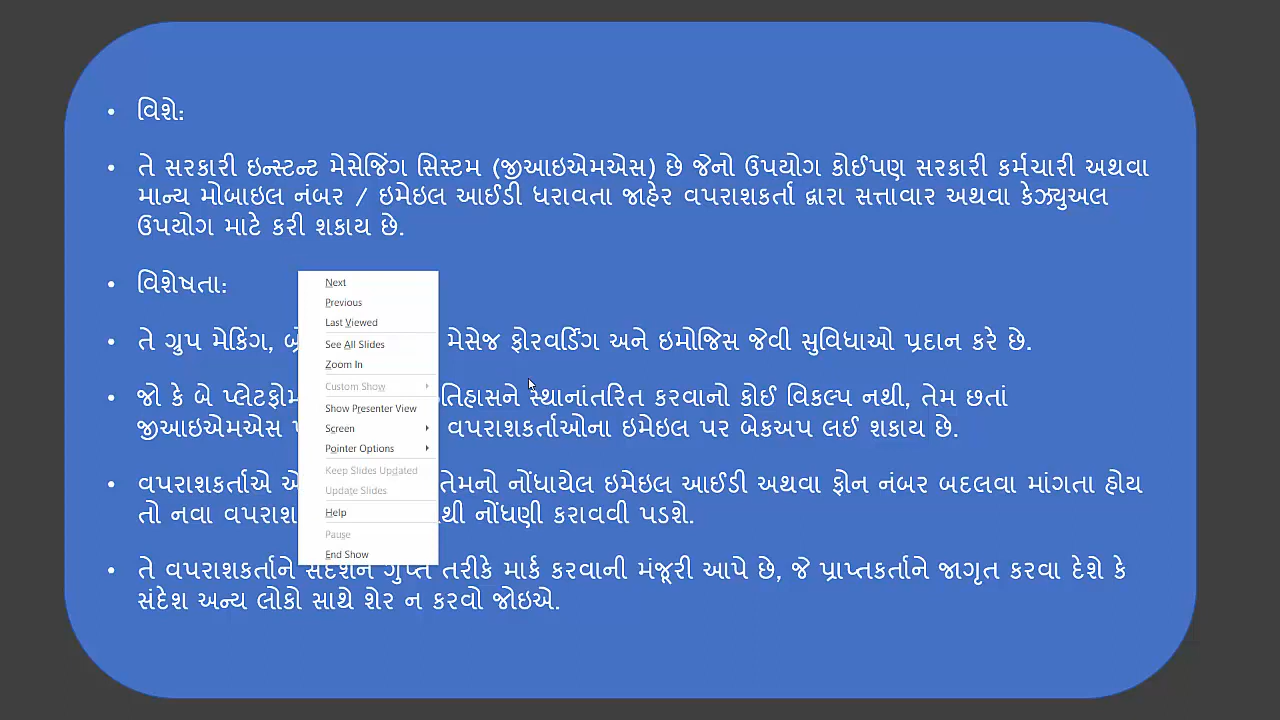 • વિશે:
• તે સરકારી ઇન્સ્ટન્ટ મેસેજિંગ સિસ્ટમ (જીઆઇએમએસ) છે જેનો ઉપયોગ કોઈપણ સરકારી કર્મચારી અથવા
માન્ય મોબાઇલ નંબર / ઇમેઇલ આઈડી ધરાવતા જાહેર વપરાશકર્તા દ્વારા સત્તાવાર અથવા કેઝ્યુઅલ
ઉપયોગ માટે કરી શકાય છે.
• વિશેષતા:
• તે ગ્રુપ મેકિંગ, મેસેજ ફોરવર્ડિંગ અને ઇમોજિસ જેવી સુવિધાઓ પ્રદાન કરે છે.
• જો કે બે સ્થાનાંતરિત કરવાનો કોઈ વિકલ્પ નથી, તેમ છતાં
જીઆઇએમએસ વપરાશકર્તાઓના ઇમેઇલ પર બેકઅપ લઈ શકાય છે.
• વપરાશકર્તાએ તેમનો નોંધાયેલ ઇમેઇલ આઈડી અથવા ફોન નંબર બદલવા માંગતા હોય
તો નવા નોંધણી કરાવવી પડશે.
• તે વપરાશકર્તાને સંદેશને ગુપ્ત તરીકે માર્ક કરવાની મંજૂરી આપે છે, જે પ્રાપ્તકર્તાને જાગૃત કરવા દેશે કે
સંદેશ અન્ય લોકો સાથે શેર ન કરવો જોઇએ.
Next
Previous
Last Viewed
See All Slides
Zoom In
Custom Show
Show Presenter View
Screen
Pointer Options
Keep Slides Updated
Update Slides
Help
Pause
End Show